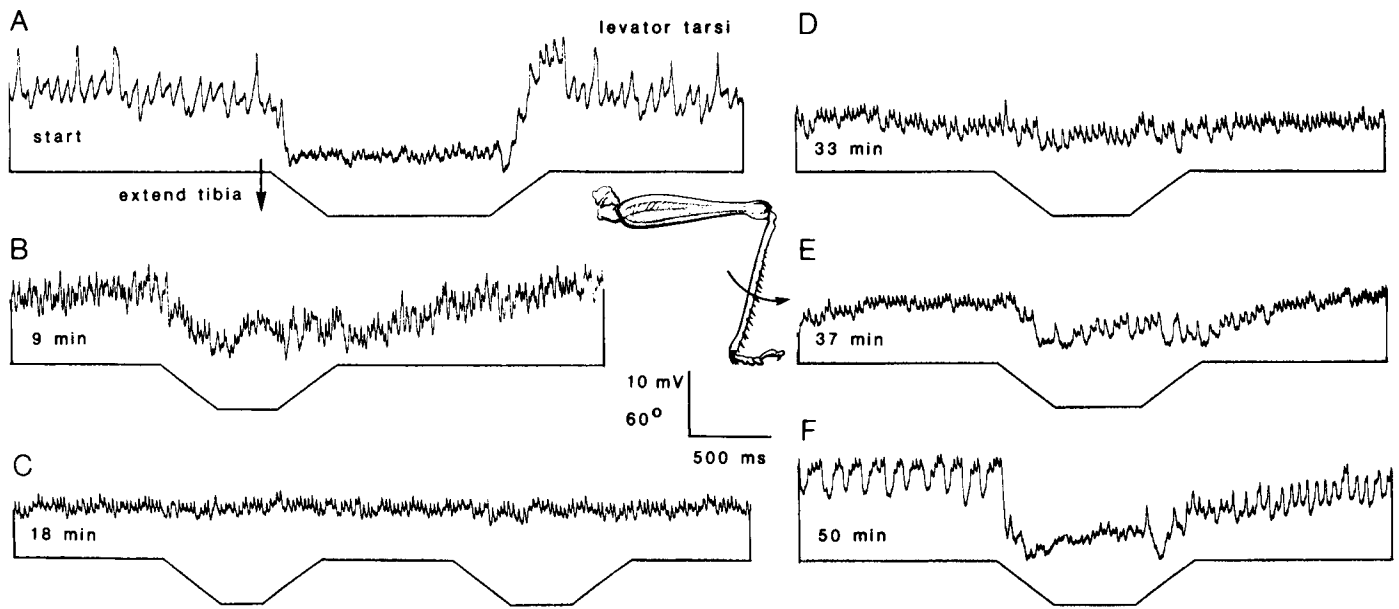 A
levator tarsi
start
extend tibia
B
9 min
C
18 min
10 mV
60°
500 ms
D
33 min
E
37 min
F
50 min